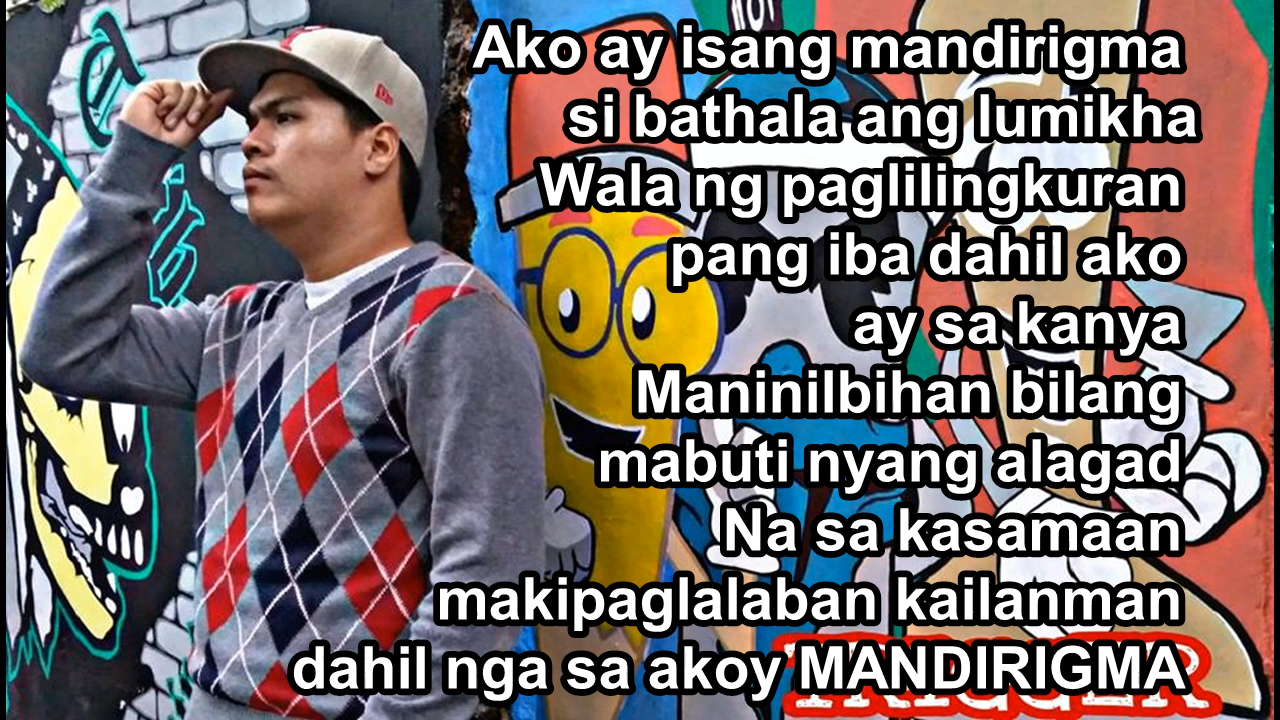 Ako ay isang mandirigma
si bathala ang lumikha
Wala ng paglilingkuran
pang iba dahil ako
ay sa kanya
Maninilbihan bilang
mabuti nyang alagad
Na sa kasamaan
makipaglalaban kailanman
dahil nga sa akoy MANDIRIGMA
TRIGGER